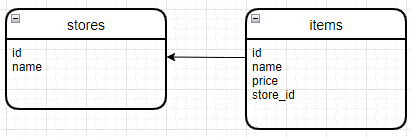 stores
id
name
items
id
name
price
store_id